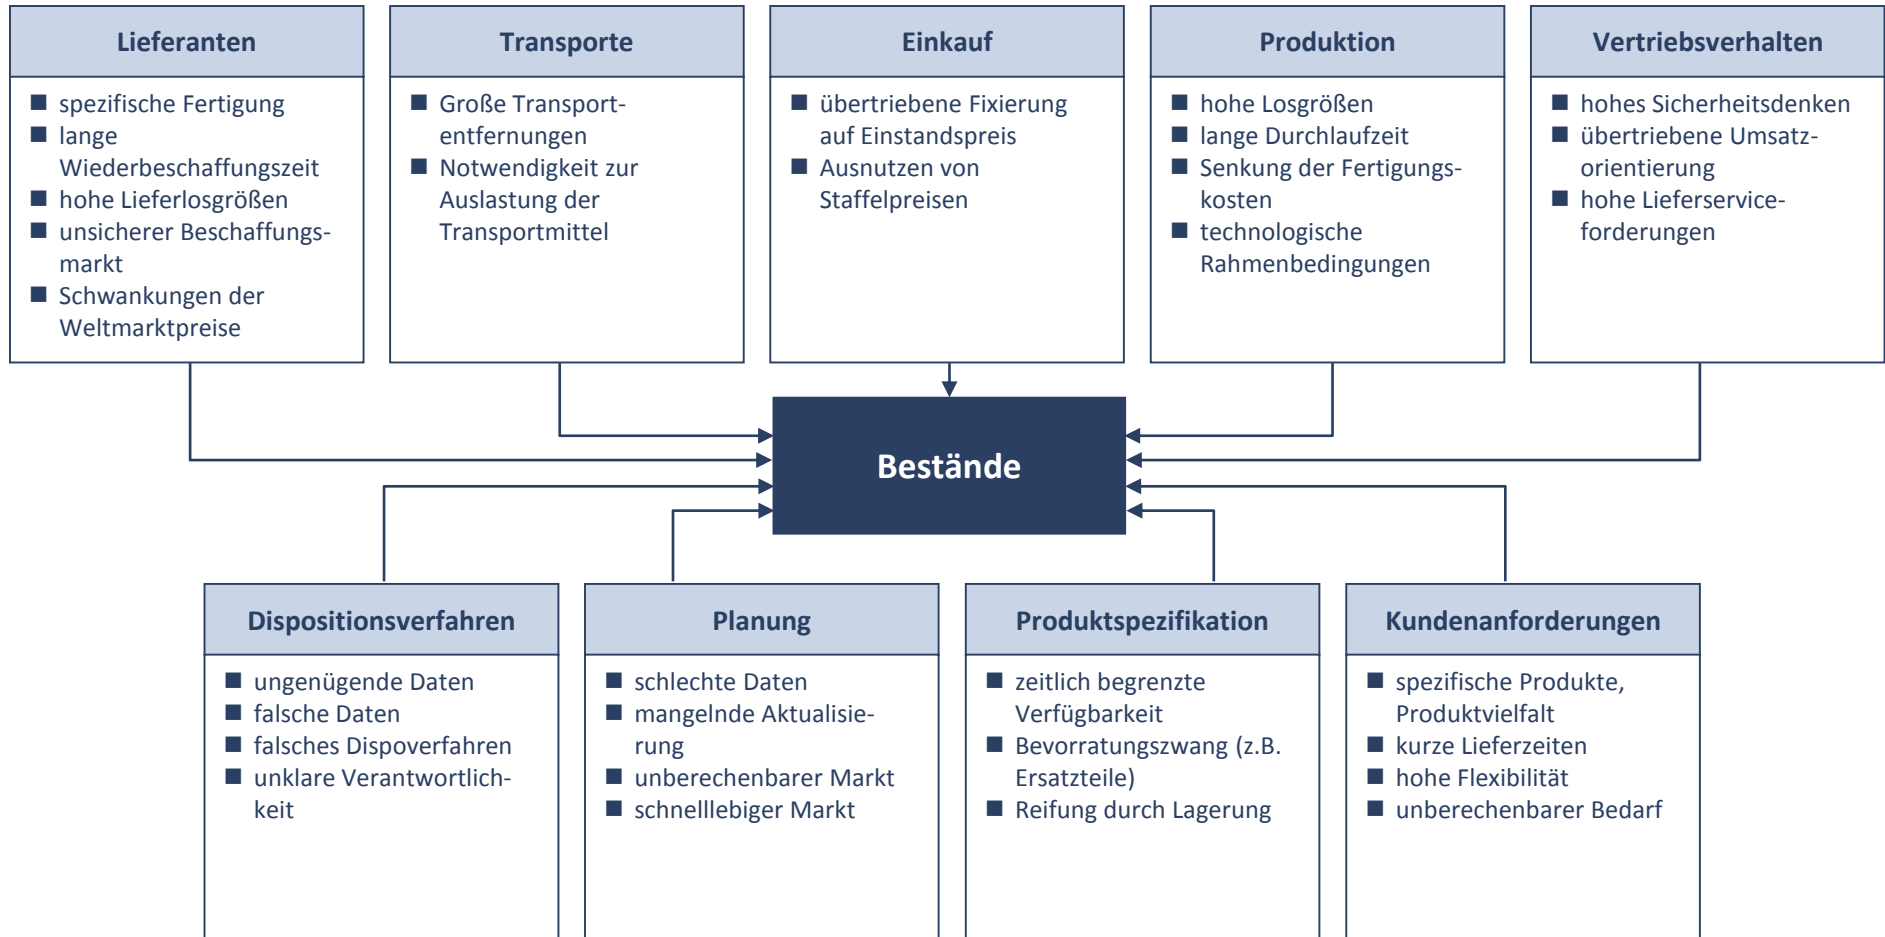 Lieferanten
spezifische Fertigung
lange
Wiederbeschaffungszeit
hohe Lieferlosgrößen
unsicherer Beschaffungs-
markt
Schwankungen der
Weltmarktpreise
Transporte
Große Transport-
entfernungen
Notwendigkeit zur
Auslastung der
Transportmittel
Einkauf
übertriebene Fixierung
auf Einstandspreis
Ausnutzen von
Staffelpreisen
Produktion
hohe Losgrößen
lange Durchlaufzeit
Senkung der Fertigungs-
kosten
technologische
Rahmenbedingungen
Vertriebsverhalten
hohes Sicherheitsdenken
übertriebene Umsatz-
orientierung
hohe Lieferservice-
forderungen
Bestände
Dispositionsverfahren
ungenügende Daten
falsche Daten
falsches Dispoverfahren
unklare Verantwortlich-
keit
Planung
schlechte Daten
mangelnde Aktualisie-
rung
unberechenbarer Markt
schnelllebiger Markt
Produktspezifikation
zeitlich begrenzte
Verfügbarkeit
Bevorratungszwang (z.B.
Ersatzteile)
Reifung durch Lagerung
Kundenanforderungen
spezifische Produkte,
Produktvielfalt
kurze Lieferzeiten
hohe Flexibilität
unberechenbarer Bedarf